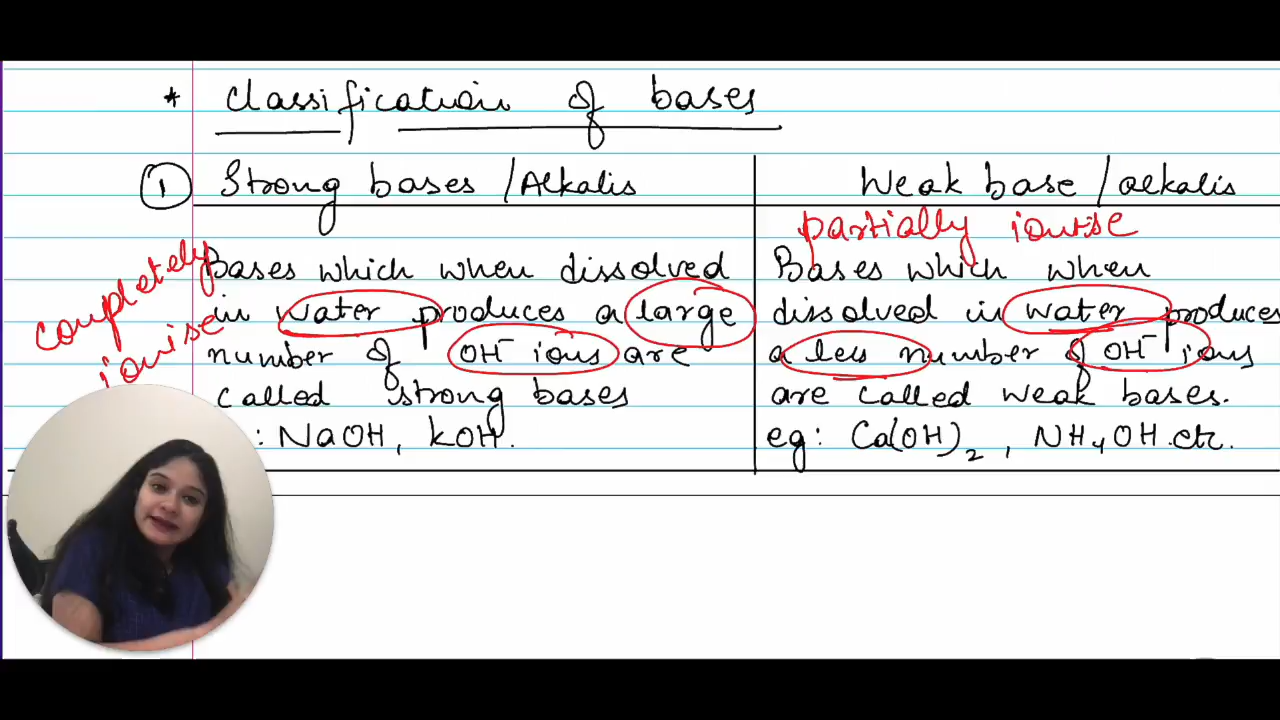 * Classification of bases
① Strong bases / Alkalis
completely ionise
Bases which when dissolved
in water produces a large
number of OH⁻ ions are
called strong bases
: NaOH, KOH.
Weak base / alkalis
partially ionise
Bases which when
dissolved in water produces
a less number of OH⁻ ions
are called weak bases.
eg: Ca(OH)₂, NH₄OH etc.